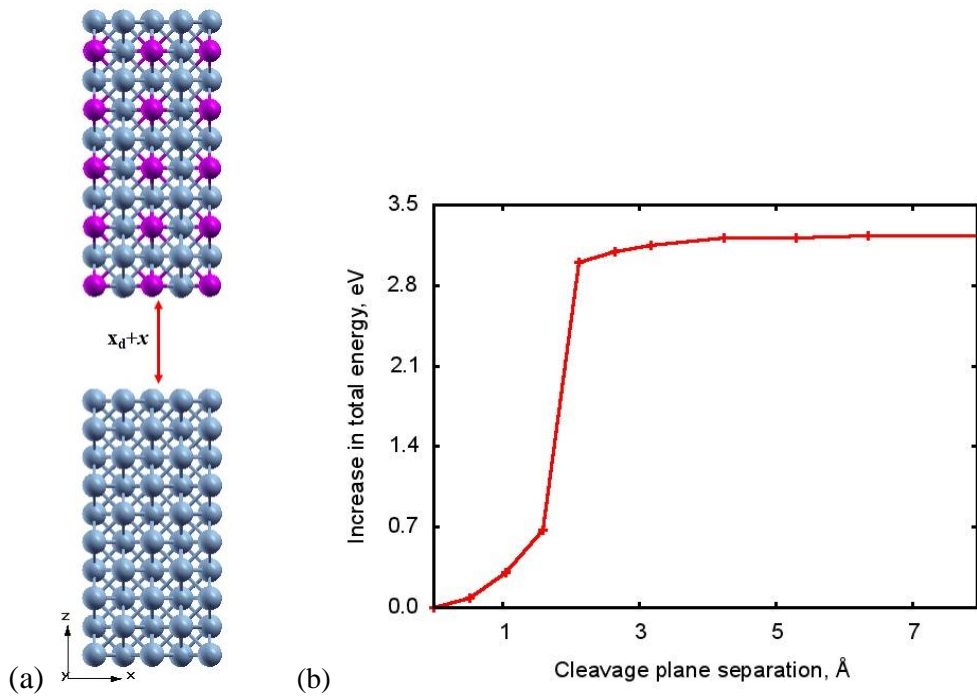 x_d+x
z
Y
x
(a)
3.5
2.8
2.1
1.4
0.7
0.0
1
3
5
7
Increase in total energy, eV
Cleavage plane separation, Å
(b)